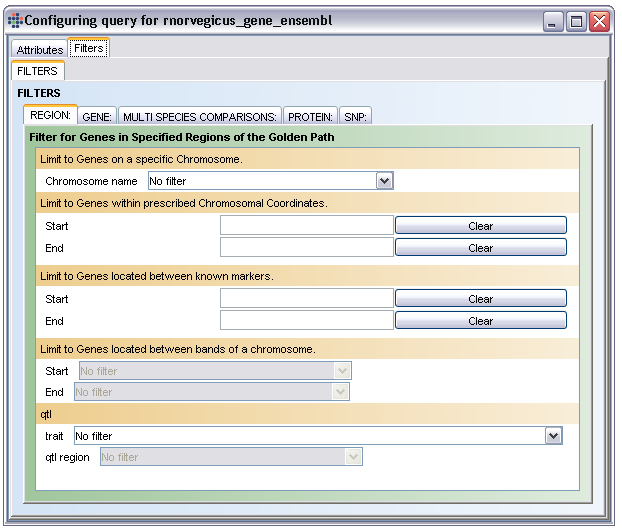 Configuring query for rnorvegicus_gene_ensembl
Attributes Filters
FILTERS
FILTERS
REGION: GENE: MULTI SPECIES COMPARISONS: PROTEIN: SNP:
Filter for Genes in Specified Regions of the Golden Path
Limit to Genes on a specific Chromosome.
Chromosome name No filter
Limit to Genes within prescribed Chromosomal Coordinates.
Start Clear
End Clear
Limit to Genes located between known markers.
Start Clear
End Clear
Limit to Genes located between bands of a chromosome.
Start No filter
End No filter
qtl
trait No filter
qtl region No filter